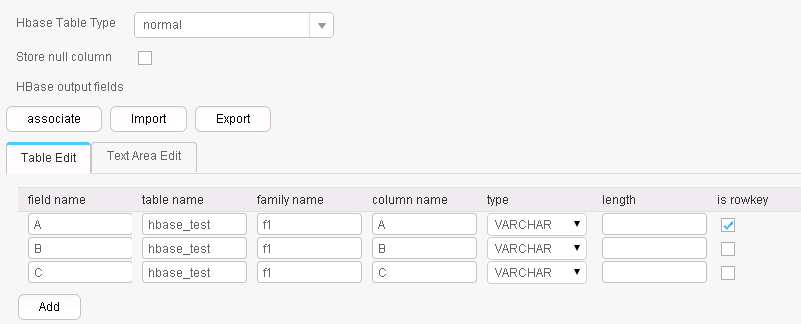 Hbase Table Type normal
Store null column
HBase output fields
associate Import Export
Table Edit Text Area Edit
field name table name family name column name type length is rowkey
A hbase_test f1 A VARCHAR
B hbase_test f1 B VARCHAR
C hbase_test f1 C VARCHAR
Add